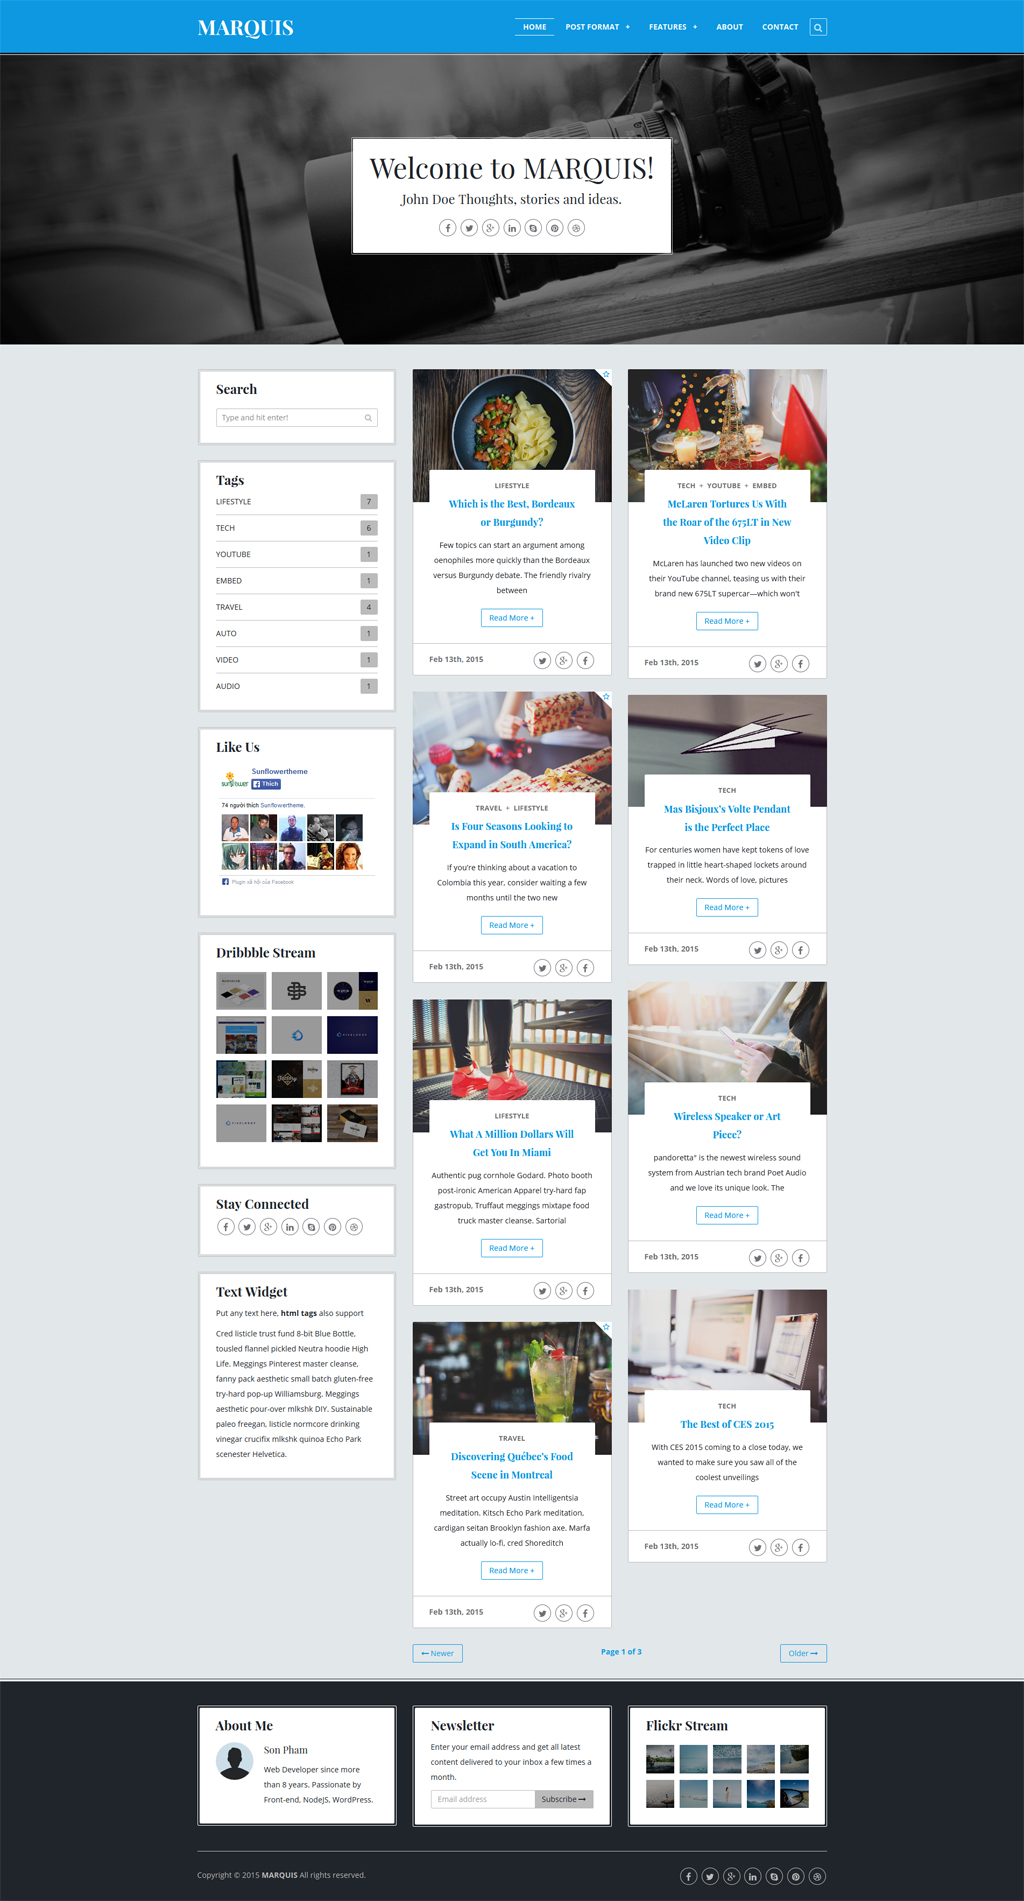 MARQUIS
HOME POST FORMAT + FEATURES + ABOUT CONTACT
Welcome to MARQUIS!
John Doe Thoughts, stories and ideas.
Search
Type and hit enter!
Tags
LIFESTYLE 7
TECH 6
YOUTUBE 1
EMBED 1
TRAVEL 4
AUTO 1
VIDEO 1
AUDIO 1
Like Us
Sunflowertheme
Thích
74 người thích Sunflowertheme.
Plugin xã hội của Facebook
Dribbble Stream
Stay Connected
Text Widget
Put any text here, html tags also support
Cred listicle trust fund 8-bit Blue Bottle,
tousled flannel pickled Neutra hoodie High
Life. Meggings Pinterest master cleanse,
fanny pack aesthetic small batch gluten-free
try-hard pop-up Williamsburg. Meggings
aesthetic pour-over mlkshk DIY. Sustainable
paleo freegan, listicle normcore drinking
vinegar crucifix mlkshk quinoa Echo Park
scenester Helvetica.
LIFESTYLE
Which is the Best, Bordeaux
or Burgundy?
Few topics can start an argument among
oenophiles more quickly than the Bordeaux
versus Burgundy debate. The friendly rivalry
between
Read More +
Feb 13th, 2015
TRAVEL + LIFESTYLE
Is Four Seasons Looking to
Expand in South America?
If you're thinking about a vacation to
Colombia this year, consider waiting a few
months until the two new
Read More +
Feb 13th, 2015
LIFESTYLE
What A Million Dollars Will
Get You In Miami
Authentic pug cornhole Godard. Photo booth
post-ironic American Apparel try-hard fap
gastropub, Truffaut meggings mixtape food
truck master cleanse. Sartorial
Read More +
Feb 13th, 2015
TRAVEL
Discovering Québec's Food
Scene in Montreal
Street art occupy Austin Intelligentsia
meditation. Kitsch Echo Park meditation,
cardigan seitan Brooklyn fashion axe. Marfa
actually lo-fi, cred Shoreditch
Read More +
Feb 13th, 2015
TECH + YOUTUBE + EMBED
McLaren Tortures Us With
the Roar of the 675LT in New
Video Clip
McLaren has launched two new videos on
their YouTube channel, teasing us with their
brand new 675LT supercar—which won't
Read More +
Feb 13th, 2015
TECH
Mas Bisjoux's Volte Pendant
is the Perfect Place
For centuries women have kept tokens of love
trapped in little heart-shaped lockets around
their neck. Words of love, pictures
Read More +
Feb 13th, 2015
TECH
Wireless Speaker or Art
Piece?
pandoretta° is the newest wireless sound
system from Austrian tech brand Poet Audio
and we love its unique look. The
Read More +
Feb 13th, 2015
TECH
The Best of CES 2015
With CES 2015 coming to a close today, we
wanted to make sure you saw all of the
coolest unveilings
Read More +
Feb 13th, 2015
← Newer Page 1 of 3 Older →
About Me
Son Pham
Web Developer since more
than 8 years. Passionate by
Front-end, NodeJS, WordPress.
Newsletter
Enter your email address and get all latest
content delivered to your inbox a few times a
month.
Email address Subscribe →
Flickr Stream
Copyright © 2015 MARQUIS All rights reserved.